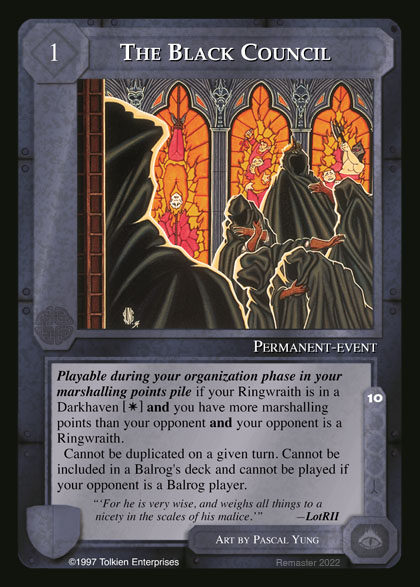 1
THE BLACK COUNCIL
PERMANENT-EVENT
Playable during your organization phase in your
marshalling points pile if your Ringwraith is in a
Darkhaven [✶] and you have more marshalling
points than your opponent and your opponent is a
Ringwraith.
Cannot be duplicated on a given turn. Cannot be
included in a Balrog's deck and cannot be played if
your opponent is a Balrog player.
10
“‘For he is very wise, and weighs all things to a
nicety in the scales of his malice.’” —LotRII
ART BY PASCAL YUNG
©1997 Tolkien Enterprises
Remaster 2022